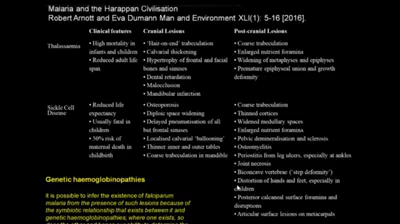 Malaria and the Harappan Civilisation
Robert Arnott and Eva Dumann Man and Environment XLI(1): 5-16 [2016].
Clinical features
Cranial Lesions
Post-cranial Lesions
Thalassaemia
• High mortality in
infants and children
• Reduced adult life
span
• 'Hair-on-end' trabeculation
• Calvarial thickening
• Hypertrophy of frontal and facial
bones and sinuses
• Dental retardation
• Malocclusion
• Mandibular infarction
• Coarse trabeculation
• Enlarged nutrient foramina
• Widening of metaphyses and epiphyses
• Premature epiphyseal union and growth
deformity
Sickle Cell
Disease
• Reduced life
expectancy
• Usually fatal in
children
• 50% risk of
maternal death in
childbirth
• Osteoporosis
• Diploic space widening
• Delayed pneumatisation of all
but frontal sinuses
• Localised calvarial 'ballooning'
• Thinner inner and outer tables
• Coarse trabeculation in mandible
• Coarse trabeculation
• Thinned cortices
• Widened medullary spaces
• Enlarged nutrient foramina
• Pelvic demineralisation and sclerosis
• Osteomyelitis
• Periostitis from leg ulcers, especially at ankles
• Joint necrosis
• Biconcave vertebrae ('step deformity')
• Distortion of hands and feet, especially in
children
• Posterior calcaneal surface foramina and
disruptions
• Articular surface lesions on metacarpals
Genetic haemoglobinopathies
It is possible to infer the existence of falciparum
malaria from the presence of such lesions because of
the symbiotic relationship that exists between it and
genetic haemoglobinopathies, where one exists, so